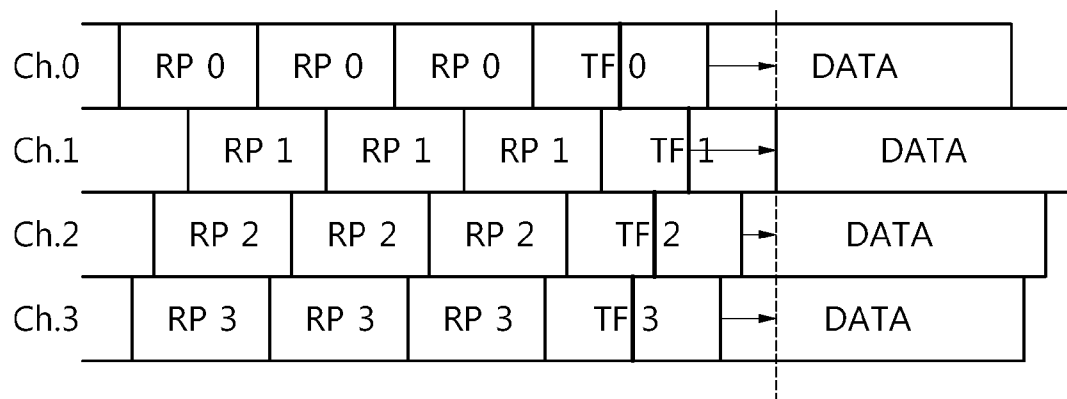 Ch.0 RP 0 RP 0 RP 0 TF 0 DATA
Ch.1 RP 1 RP 1 RP 1 TF 1 DATA
Ch.2 RP 2 RP 2 RP 2 TF 2 DATA
Ch.3 RP 3 RP 3 RP 3 TF 3 DATA